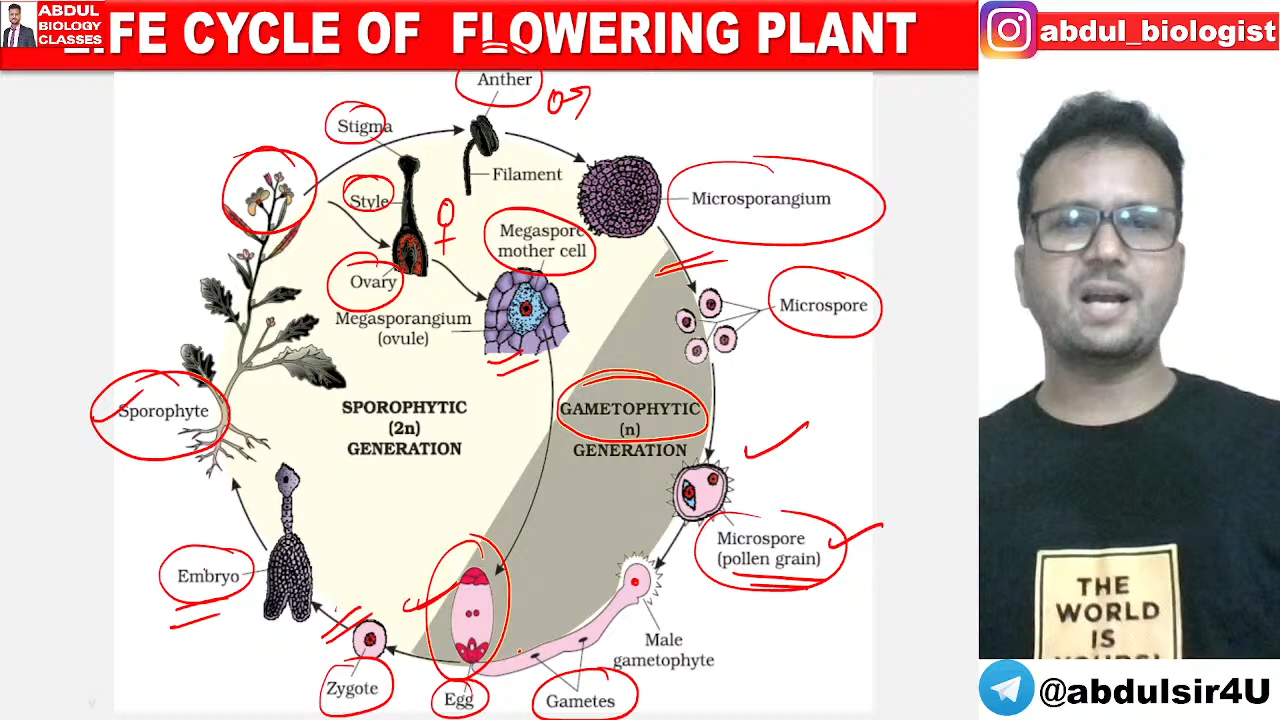 ABDUL
BIOLOGY
CLASSES
FE CYCLE OF FLOWERING PLANT
abdul_biologist
Anther
Stigma
Filament
Style
Microsporangium
Megaspore
mother cell
Ovary
Microspore
Megasporangium
(ovule)
Sporophyte
SPOROPHYTIC
(2n)
GENERATION
GAMETOPHYTIC
(n)
GENERATION
Microspore
(pollen grain)
Embryo
THE
WORLD
IS
YOURS!
Male
gametophyte
Zygote
Egg
Gametes
@abdulsir4U